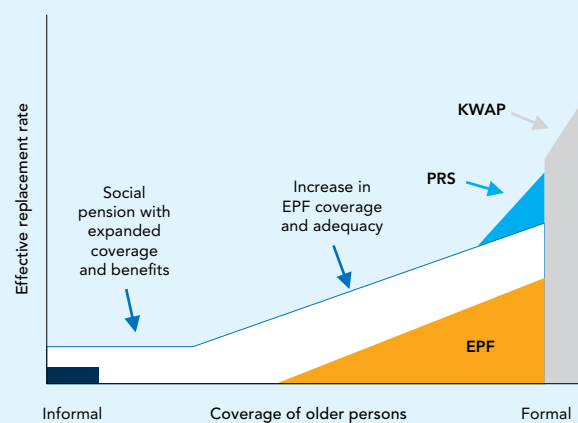 Effective replacement rate
KWAP
PRS
Social
pension with
expanded
coverage
and benefits
Increase in
EPF coverage
and adequacy
EPF
Informal
Coverage of older persons
Formal